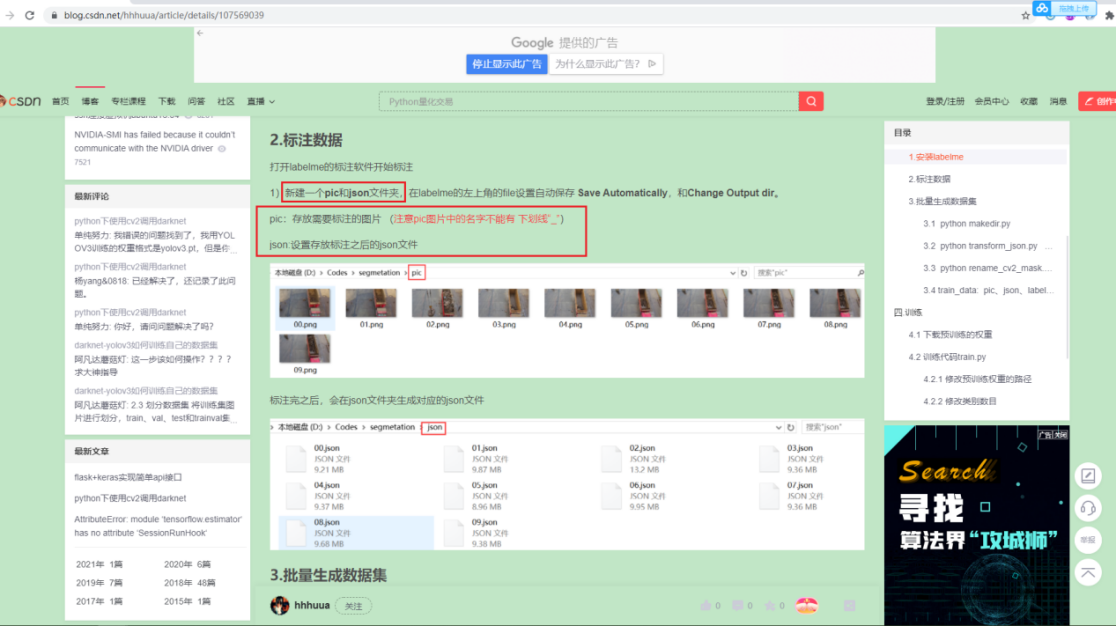 blog.csdn.net/hhhuua/article/details/107569039
拖拽上传
Google 提供的广告
停止显示此广告 为什么显示此广告?
CSDN 首页 博客 专栏课程 下载 问答 社区 直播 Python量化交易 登录/注册 会员中心 收藏 消息 创作中
NVIDIA-SMI has failed because it couldn't
communicate with the NVIDIA driver
7521
最新评论
python下使用cv2调用darknet
单纯努力: 我错误的问题找到了，我用YOL
OV3训练的权重格式是yolov3.pt，但是你...
python下使用cv2调用darknet
杨yang&0818: 已经解决了，还记录了此问
题。
python下使用cv2调用darknet
单纯努力: 你好，请问问题解决了吗?
darknet-yolov3如何训练自己的数据集
阿凡达蘑菇灯: 这一步该如何操作? ? ? ?
求大神指导
darknet-yolov3如何训练自己的数据集
阿凡达蘑菇灯: 2.3 划分数据集 将训练集图
片进行划分，train、val、test和trainval集...
最新文章
flask+keras实现简单api接口
python下使用cv2调用darknet
AttributeError: module 'tensorflow.estimator'
has no attribute 'SessionRunHook'
2021年 1篇 2020年 6篇
2019年 7篇 2018年 48篇
2017年 1篇 2015年 1篇
2.标注数据
打开labelme的标注软件开始标注
1) 新建一个pic和json文件夹，在labelme的左上角的file设置自动保存 Save Automatically，和Change Output dir。
pic：存放需要标注的图片 （注意pic图片中的名字不能有 下划线"_"）
json:设置存放标注之后的json文件
本地磁盘 (D:) › Codes › segmetation › pic 搜索"pic"
00.png 01.png 02.png 03.png 04.png 05.png 06.png 07.png 08.png
09.png
标注完之后，会在json文件夹生成对应的json文件
› 本地磁盘 (D:) › Codes › segmetation › json 搜索"json"
00.json 01.json 02.json 03.json
JSON 文件 JSON 文件 JSON 文件 JSON 文件
9.21 MB 9.87 MB 13.2 MB 9.36 MB
04.json 05.json 06.json 07.json
JSON 文件 JSON 文件 JSON 文件 JSON 文件
9.37 MB 8.96 MB 9.95 MB 9.36 MB
08.json 09.json
JSON 文件 JSON 文件
9.68 MB 9.38 MB
3.批量生成数据集
hhhuua 关注 0 0 0
目录
1.安装labelme
2.标注数据
3.批量生成数据集
3.1 python makedir.py
3.2 python transform_json.py ...
3.3 python rename_cv2_mask....
3.4 train_data: pic、json、label...
四.训练
4.1 下载预训练的权重
4.2 训练代码train.py
4.2.1 修改预训练权重的路径
4.2.2 修改类别数目
广告 关闭
Search
寻找
算法界“攻城狮”
举报